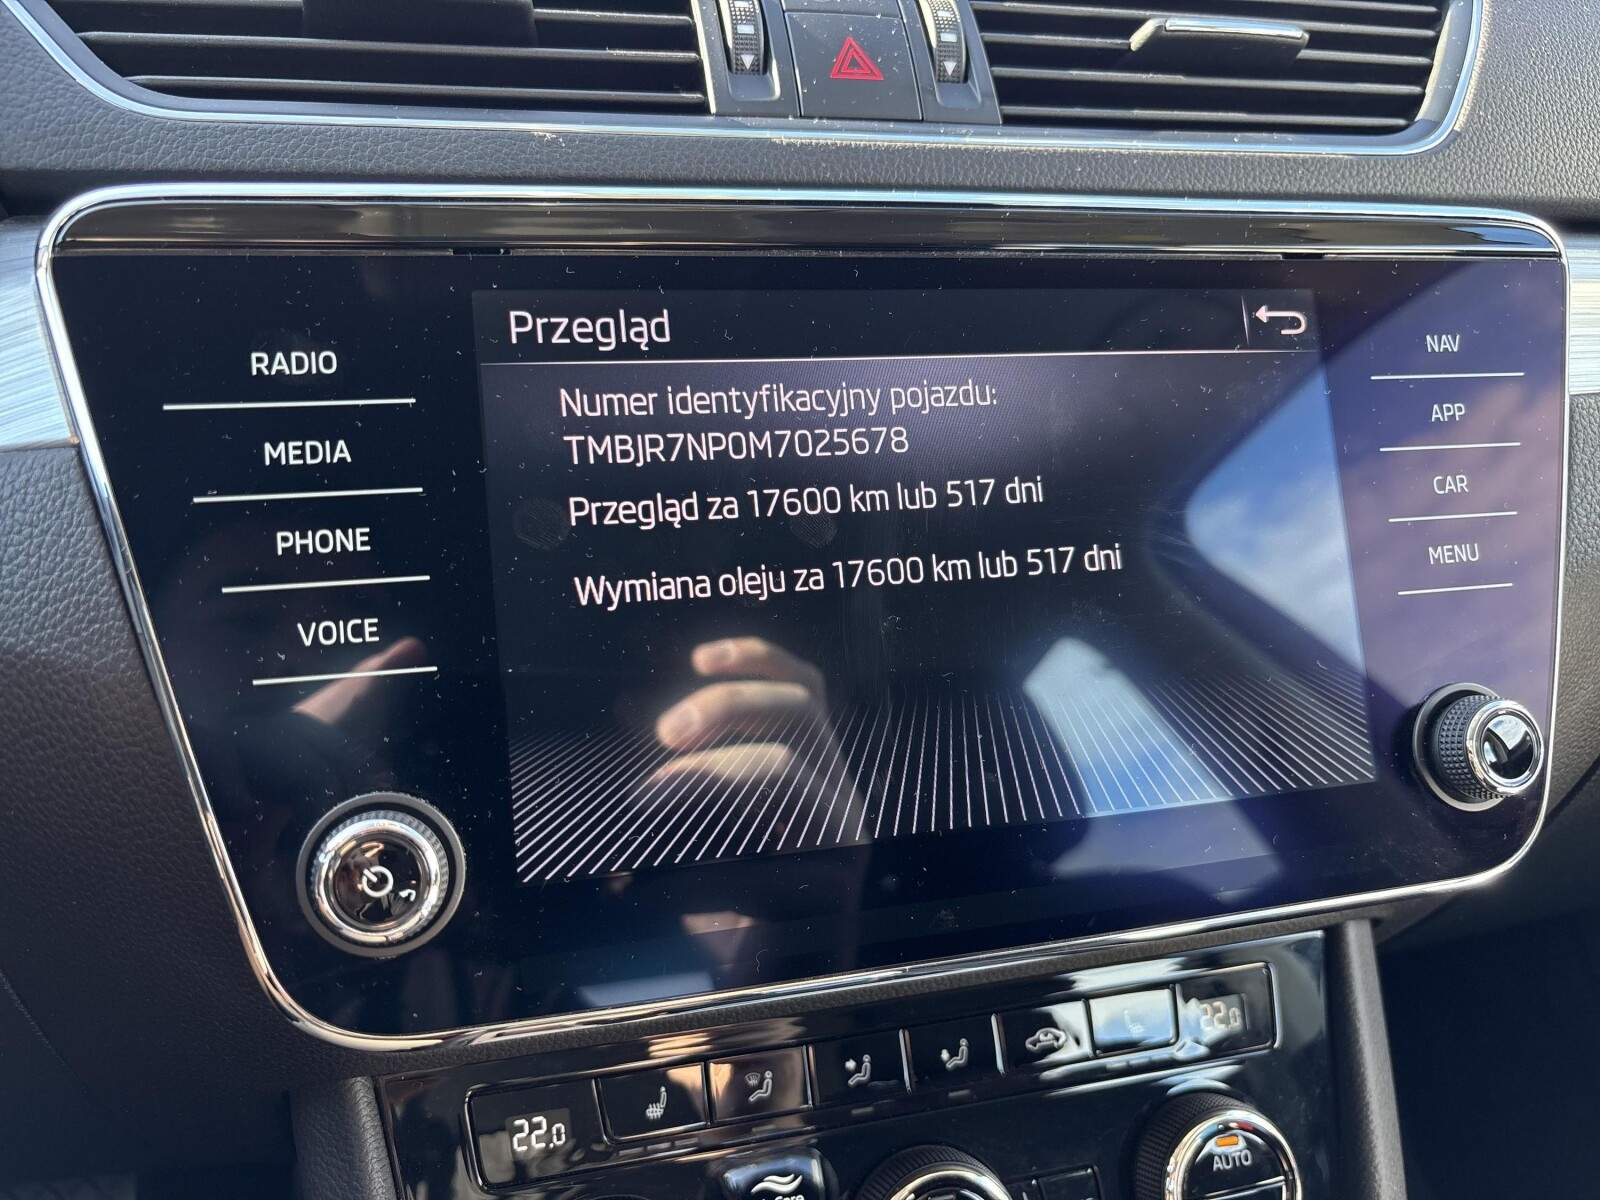 Przegląd
Numer identyfikacyjny pojazdu:
TMBJR7NP0M7025678
Przegląd za 17600 km lub 517 dni
Wymiana oleju za 17600 km lub 517 dni
RADIO
MEDIA
PHONE
VOICE
NAV
APP
CAR
MENU
22.0
22.0
AUTO